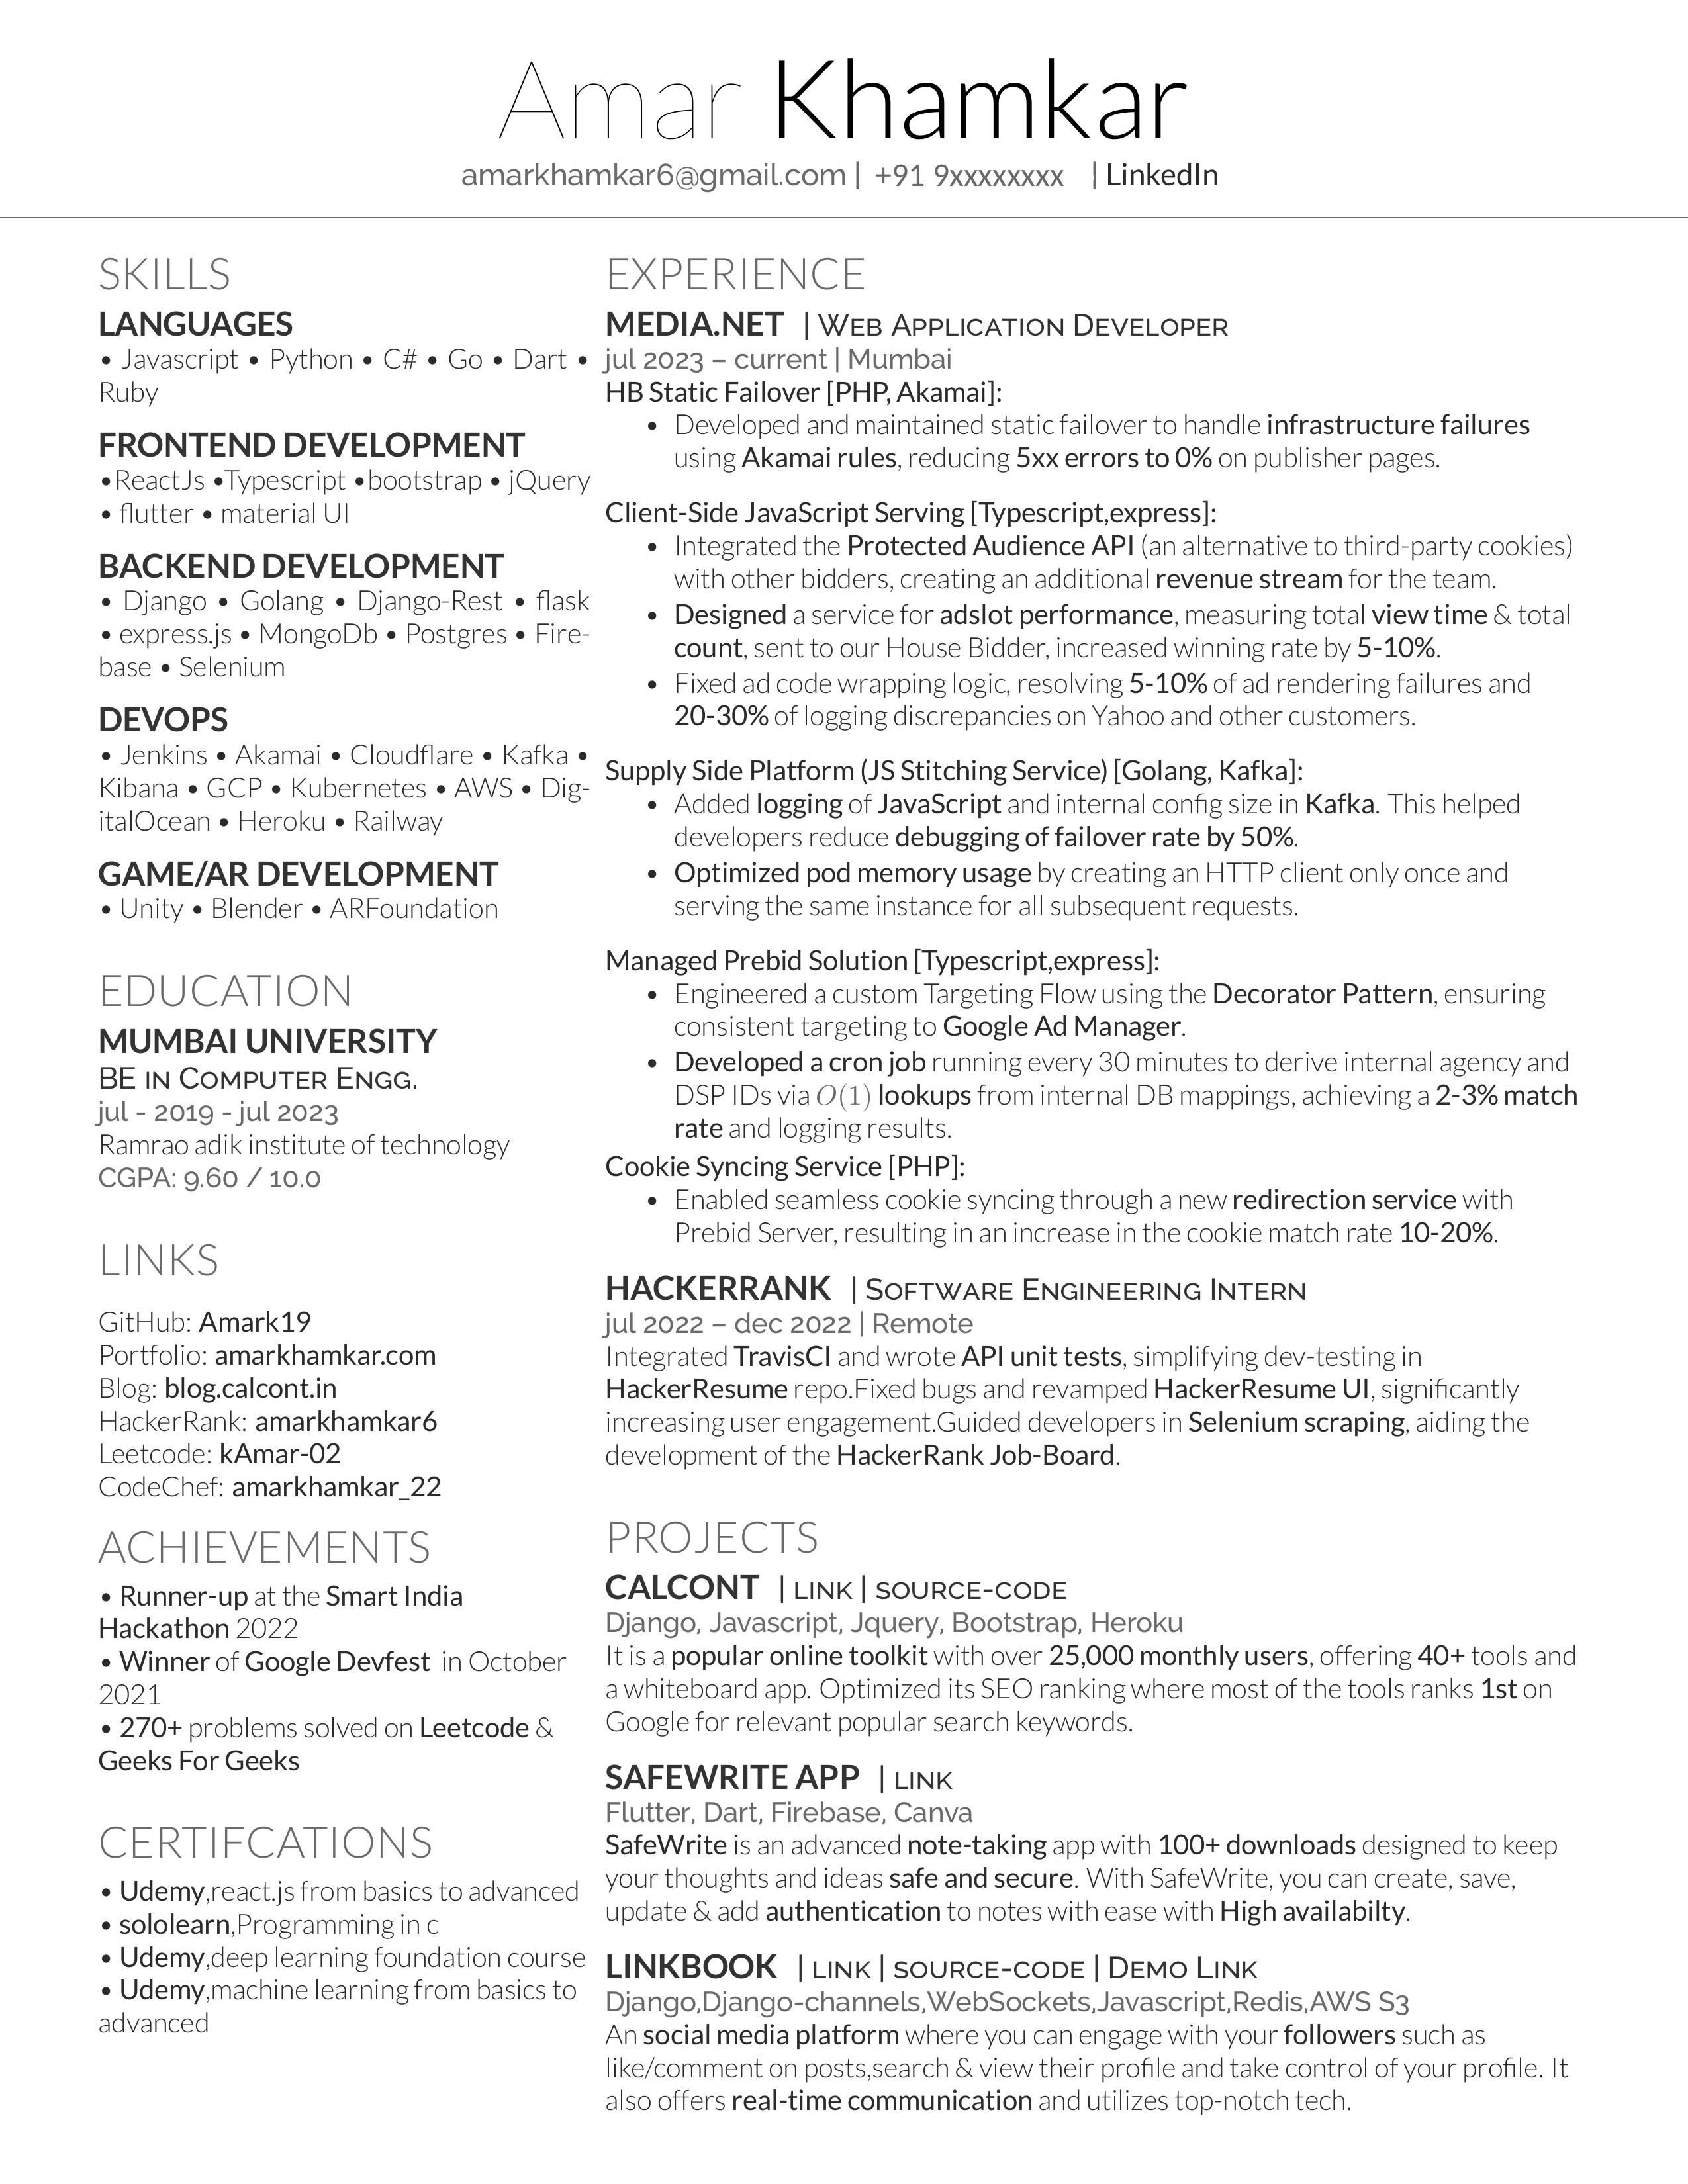 Amar Khamkar
amarkhamkar6@gmail.com | +91 9xxxxxxxx | LinkedIn
SKILLS
LANGUAGES
• Javascript • Python • C# • Go • Dart •
Ruby
FRONTEND DEVELOPMENT
•ReactJs •Typescript •bootstrap • jQuery
• flutter • material UI
BACKEND DEVELOPMENT
• Django • Golang • Django-Rest • flask
• express.js • MongoDb • Postgres • Fire-
base • Selenium
DEVOPS
• Jenkins • Akamai • Cloudflare • Kafka •
Kibana • GCP • Kubernetes • AWS • Dig-
italOcean • Heroku • Railway
GAME/AR DEVELOPMENT
• Unity • Blender • ARFoundation
EDUCATION
MUMBAI UNIVERSITY
BE IN COMPUTER ENGG.
jul - 2019 - jul 2023
Ramrao adik institute of technology
CGPA: 9.60 / 10.0
LINKS
GitHub: Amark19
Portfolio: amarkhamkar.com
Blog: blog.calcont.in
HackerRank: amarkhamkar6
Leetcode: kAmar-02
CodeChef: amarkhamkar_22
ACHIEVEMENTS
• Runner-up at the Smart India
Hackathon 2022
• Winner of Google Devfest in October
2021
• 270+ problems solved on Leetcode &
Geeks For Geeks
CERTIFCATIONS
• Udemy,react.js from basics to advanced
• sololearn,Programming in c
• Udemy,deep learning foundation course
• Udemy,machine learning from basics to
advanced
EXPERIENCE
MEDIA.NET | WEB APPLICATION DEVELOPER
jul 2023 – current | Mumbai
HB Static Failover [PHP, Akamai]:
• Developed and maintained static failover to handle infrastructure failures
using Akamai rules, reducing 5xx errors to 0% on publisher pages.
Client-Side JavaScript Serving [Typescript,express]:
• Integrated the Protected Audience API (an alternative to third-party cookies)
with other bidders, creating an additional revenue stream for the team.
• Designed a service for adslot performance, measuring total view time & total
count, sent to our House Bidder, increased winning rate by 5-10%.
• Fixed ad code wrapping logic, resolving 5-10% of ad rendering failures and
20-30% of logging discrepancies on Yahoo and other customers.
Supply Side Platform (JS Stitching Service) [Golang, Kafka]:
• Added logging of JavaScript and internal config size in Kafka. This helped
developers reduce debugging of failover rate by 50%.
• Optimized pod memory usage by creating an HTTP client only once and
serving the same instance for all subsequent requests.
Managed Prebid Solution [Typescript,express]:
• Engineered a custom Targeting Flow using the Decorator Pattern, ensuring
consistent targeting to Google Ad Manager.
• Developed a cron job running every 30 minutes to derive internal agency and
DSP IDs via O(1) lookups from internal DB mappings, achieving a 2-3% match
rate and logging results.
Cookie Syncing Service [PHP]:
• Enabled seamless cookie syncing through a new redirection service with
Prebid Server, resulting in an increase in the cookie match rate 10-20%.
HACKERRANK | SOFTWARE ENGINEERING INTERN
jul 2022 – dec 2022 | Remote
Integrated TravisCI and wrote API unit tests, simplifying dev-testing in
HackerResume repo.Fixed bugs and revamped HackerResume UI, significantly
increasing user engagement.Guided developers in Selenium scraping, aiding the
development of the HackerRank Job-Board.
PROJECTS
CALCONT | LINK | SOURCE-CODE
Django, Javascript, Jquery, Bootstrap, Heroku
It is a popular online toolkit with over 25,000 monthly users, offering 40+ tools and
a whiteboard app. Optimized its SEO ranking where most of the tools ranks 1st on
Google for relevant popular search keywords.
SAFEWRITE APP | LINK
Flutter, Dart, Firebase, Canva
SafeWrite is an advanced note-taking app with 100+ downloads designed to keep
your thoughts and ideas safe and secure. With SafeWrite, you can create, save,
update & add authentication to notes with ease with High availabilty.
LINKBOOK | LINK | SOURCE-CODE | DEMO LINK
Django,Django-channels,WebSockets,Javascript,Redis,AWS S3
An social media platform where you can engage with your followers such as
like/comment on posts,search & view their profile and take control of your profile. It
also offers real-time communication and utilizes top-notch tech.